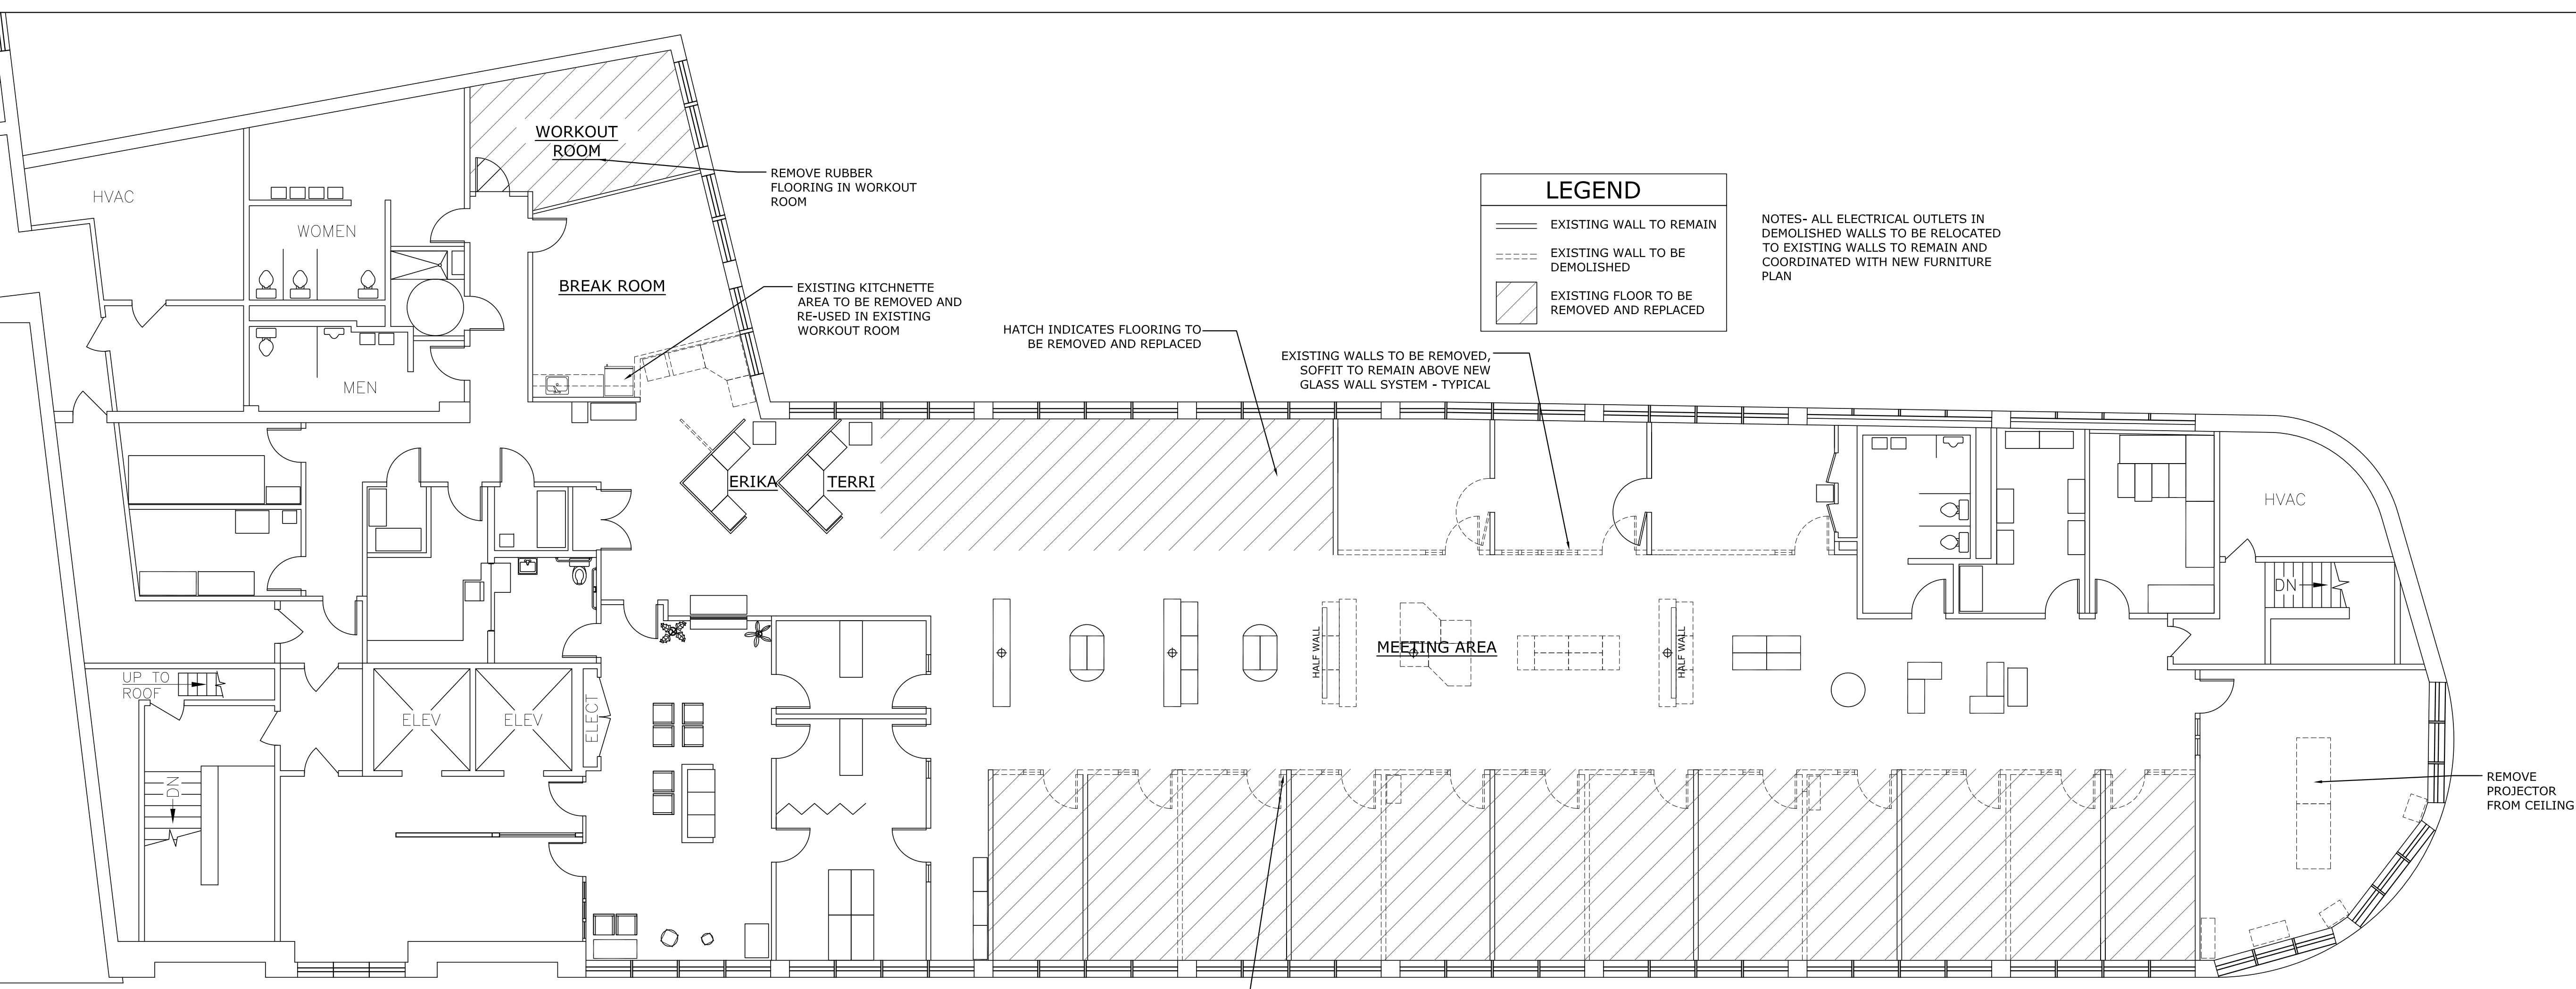 WORKOUT
ROOM
REMOVE RUBBER
FLOORING IN WORKOUT
ROOM
HVAC
WOMEN
BREAK ROOM
EXISTING KITCHNETTE
AREA TO BE REMOVED AND
RE-USED IN EXISTING
WORKOUT ROOM
MEN
LEGEND
EXISTING WALL TO REMAIN
EXISTING WALL TO BE
DEMOLISHED
EXISTING FLOOR TO BE
REMOVED AND REPLACED
NOTES- ALL ELECTRICAL OUTLETS IN
DEMOLISHED WALLS TO BE RELOCATED
TO EXISTING WALLS TO REMAIN AND
COORDINATED WITH NEW FURNITURE
PLAN
HATCH INDICATES FLOORING TO
BE REMOVED AND REPLACED
EXISTING WALLS TO BE REMOVED,
SOFFIT TO REMAIN ABOVE NEW
GLASS WALL SYSTEM - TYPICAL
ERIKA
TERRI
HVAC
DN
HALF WALL
MEETING AREA
HALF WALL
UP TO
ROOF
ELEV
ELEV
ELECT
DN
REMOVE
PROJECTOR
FROM CEILING